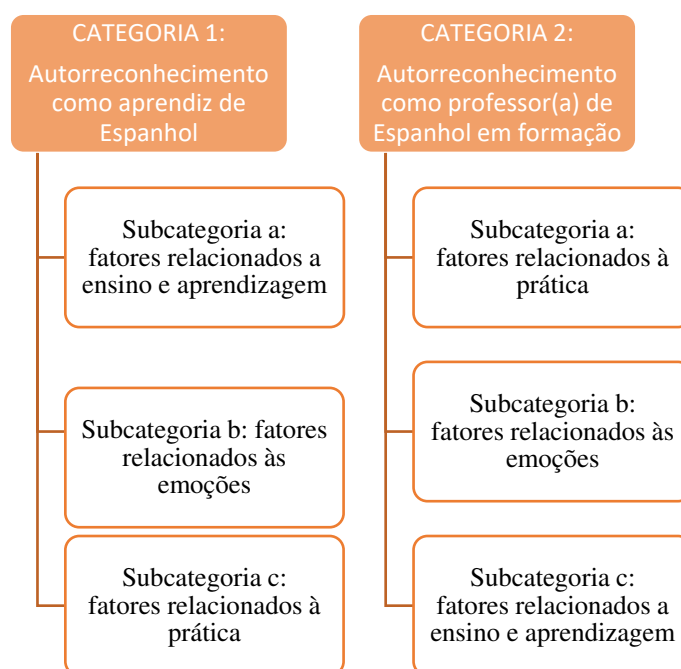 CATEGORIA 1:
Autorreconhecimento
como aprendiz de
Espanhol
Subcategoria a:
fatores relacionados a
ensino e aprendizagem
Subcategoria b: fatores
relacionados às
emoções
Subcategoria c:
fatores relacionados à
prática
CATEGORIA 2:
Autorreconhecimento
como professor(a) de
Espanhol em formação
Subcategoria a:
fatores relacionados à
prática
Subcategoria b:
fatores relacionados às
emoções
Subcategoria c:
fatores relacionados a
ensino e aprendizagem